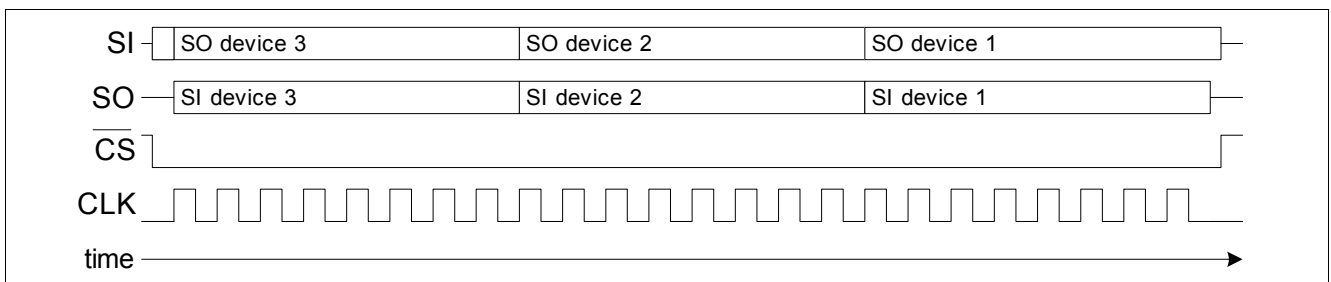 SI SO device 3 SO device 2 SO device 1
SO SI device 3 SI device 2 SI device 1
CS
CLK
time